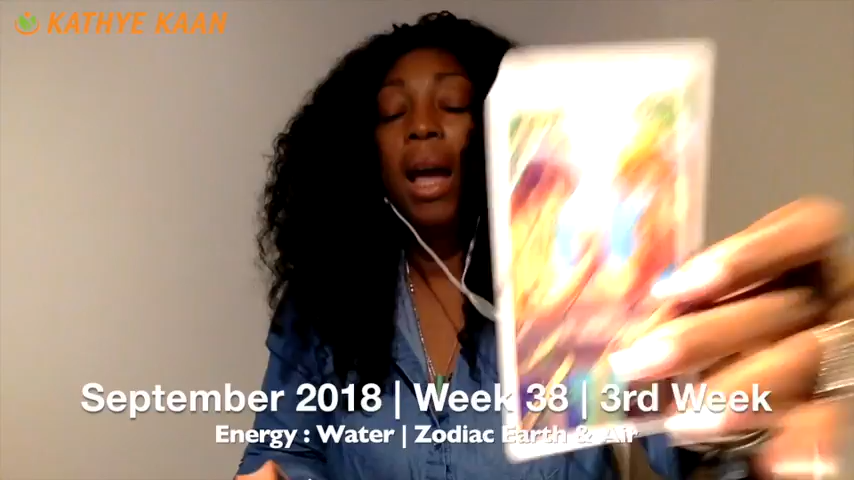 KATHYE KAAN
September 2018 | Week 38 | 3rd Week
Energy : Water | Zodiac Earth & Air